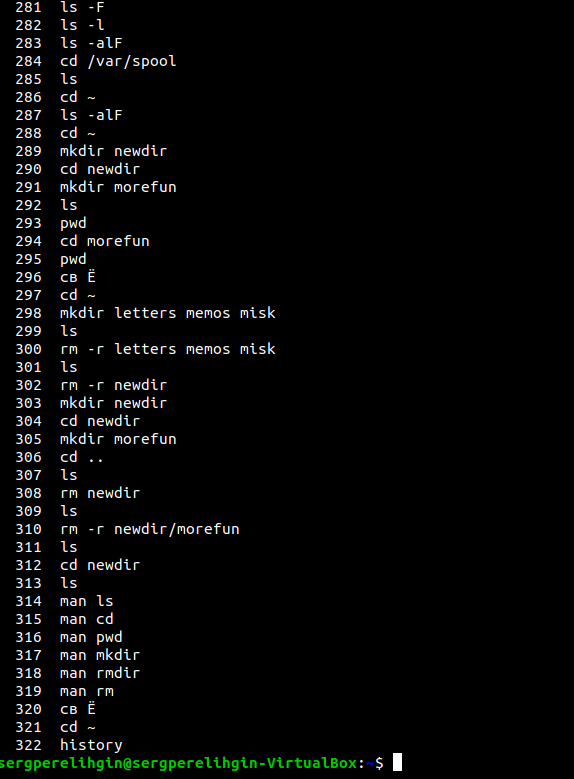 281 ls -F
282 ls -l
283 ls -alF
284 cd /var/spool
285 ls
286 cd ~
287 ls -alF
288 cd ~
289 mkdir newdir
290 cd newdir
291 mkdir morefun
292 ls
293 pwd
294 cd morefun
295 pwd
296 св Ё
297 cd ~
298 mkdir letters memos misk
299 ls
300 rm -r letters memos misk
301 ls
302 rm -r newdir
303 mkdir newdir
304 cd newdir
305 mkdir morefun
306 cd ..
307 ls
308 rm newdir
309 ls
310 rm -r newdir/morefun
311 ls
312 cd newdir
313 ls
314 man ls
315 man cd
316 man pwd
317 man mkdir
318 man rmdir
319 man rm
320 св Ё
321 cd ~
322 history
sergperelihgin@sergperelihgin-VirtualBox:~$